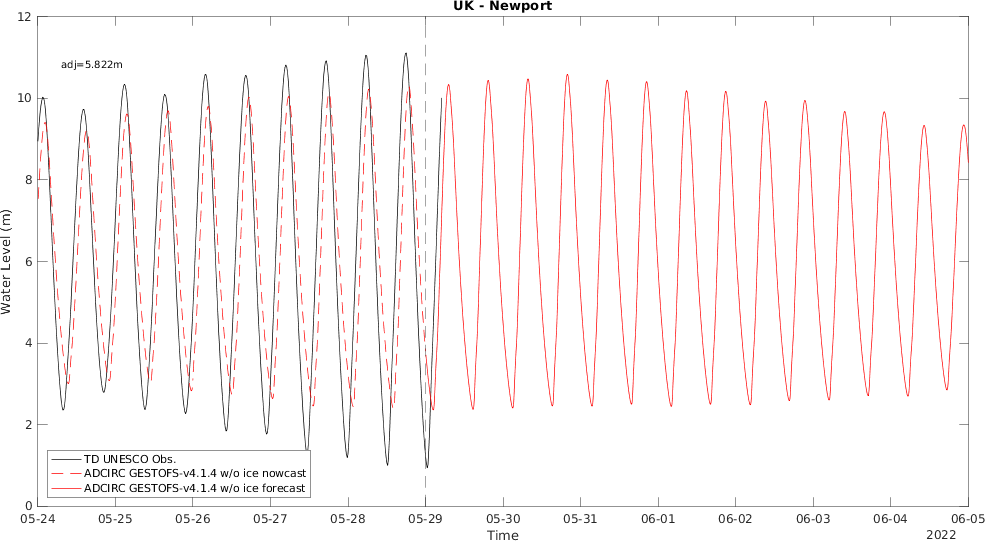 UK - Newport
12
adj=5.822m
10
8
6
4
2
0
Water Level (m)
TD UNESCO Obs.
ADCIRC GESTOFS-v4.1.4 w/o ice nowcast
ADCIRC GESTOFS-v4.1.4 w/o ice forecast
05-24 05-25 05-26 05-27 05-28 05-29 05-30 05-31 06-01 06-02 06-03 06-04 06-05
Time
2022